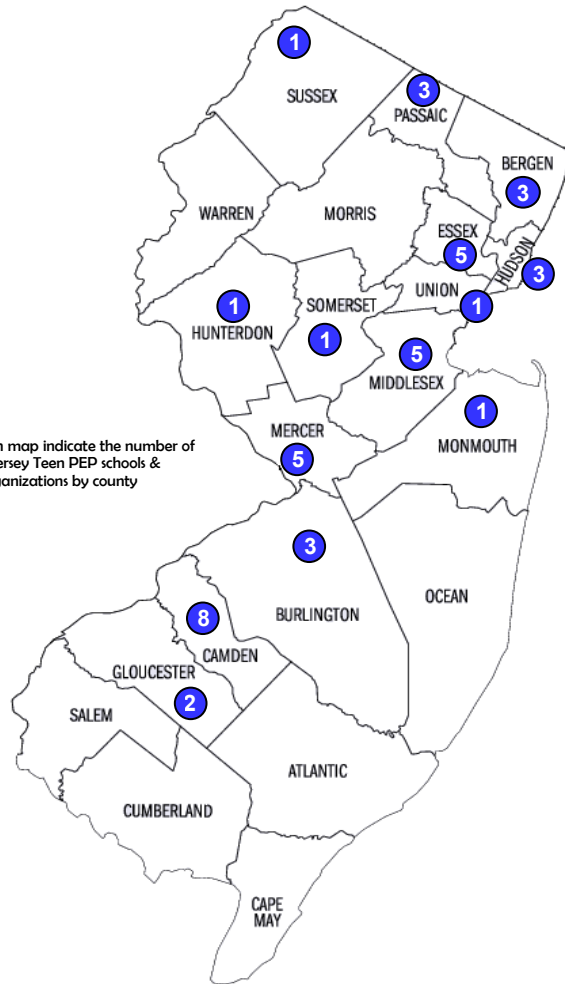 1
SUSSEX
3
PASSAIC
BERGEN
3
WARREN
MORRIS
ESSEX
5
HUDSON
3
UNION
1
1
HUNTERDON
SOMERSET
1
5
MIDDLESEX
1
MONMOUTH
MERCER
5
map indicate the number of
ersey Teen PEP schools &
ganizations by county
3
BURLINGTON
OCEAN
8
CAMDEN
GLOUCESTER
2
SALEM
ATLANTIC
CUMBERLAND
CAPE
MAY